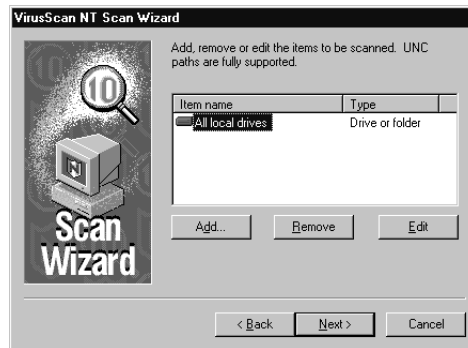 VirusScan NT Scan Wizard
Add, remove or edit the items to be scanned.  UNC
paths are fully supported.
Item name Type
All local drives Drive or folder
Add... Remove Edit
10
10
N
Scan
Wizard
< Back Next > Cancel